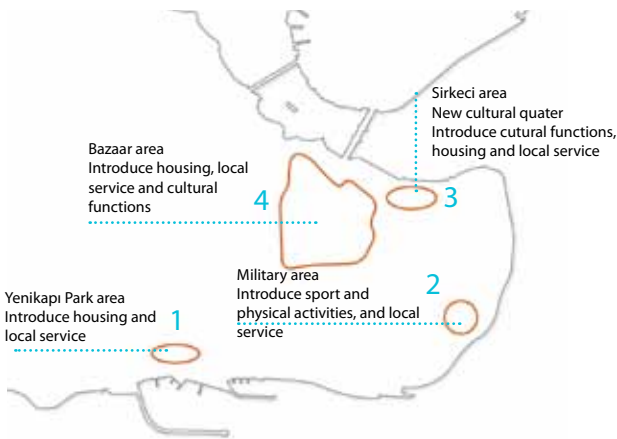 Sirkeci area
New cultural quater
Introduce cutural functions,
housing and local service
3
Bazaar area
Introduce housing, local
service and cultural
functions
4
Military area
Introduce sport and
physical activities, and local
service
2
Yenikapı Park area
Introduce housing and
local service
1